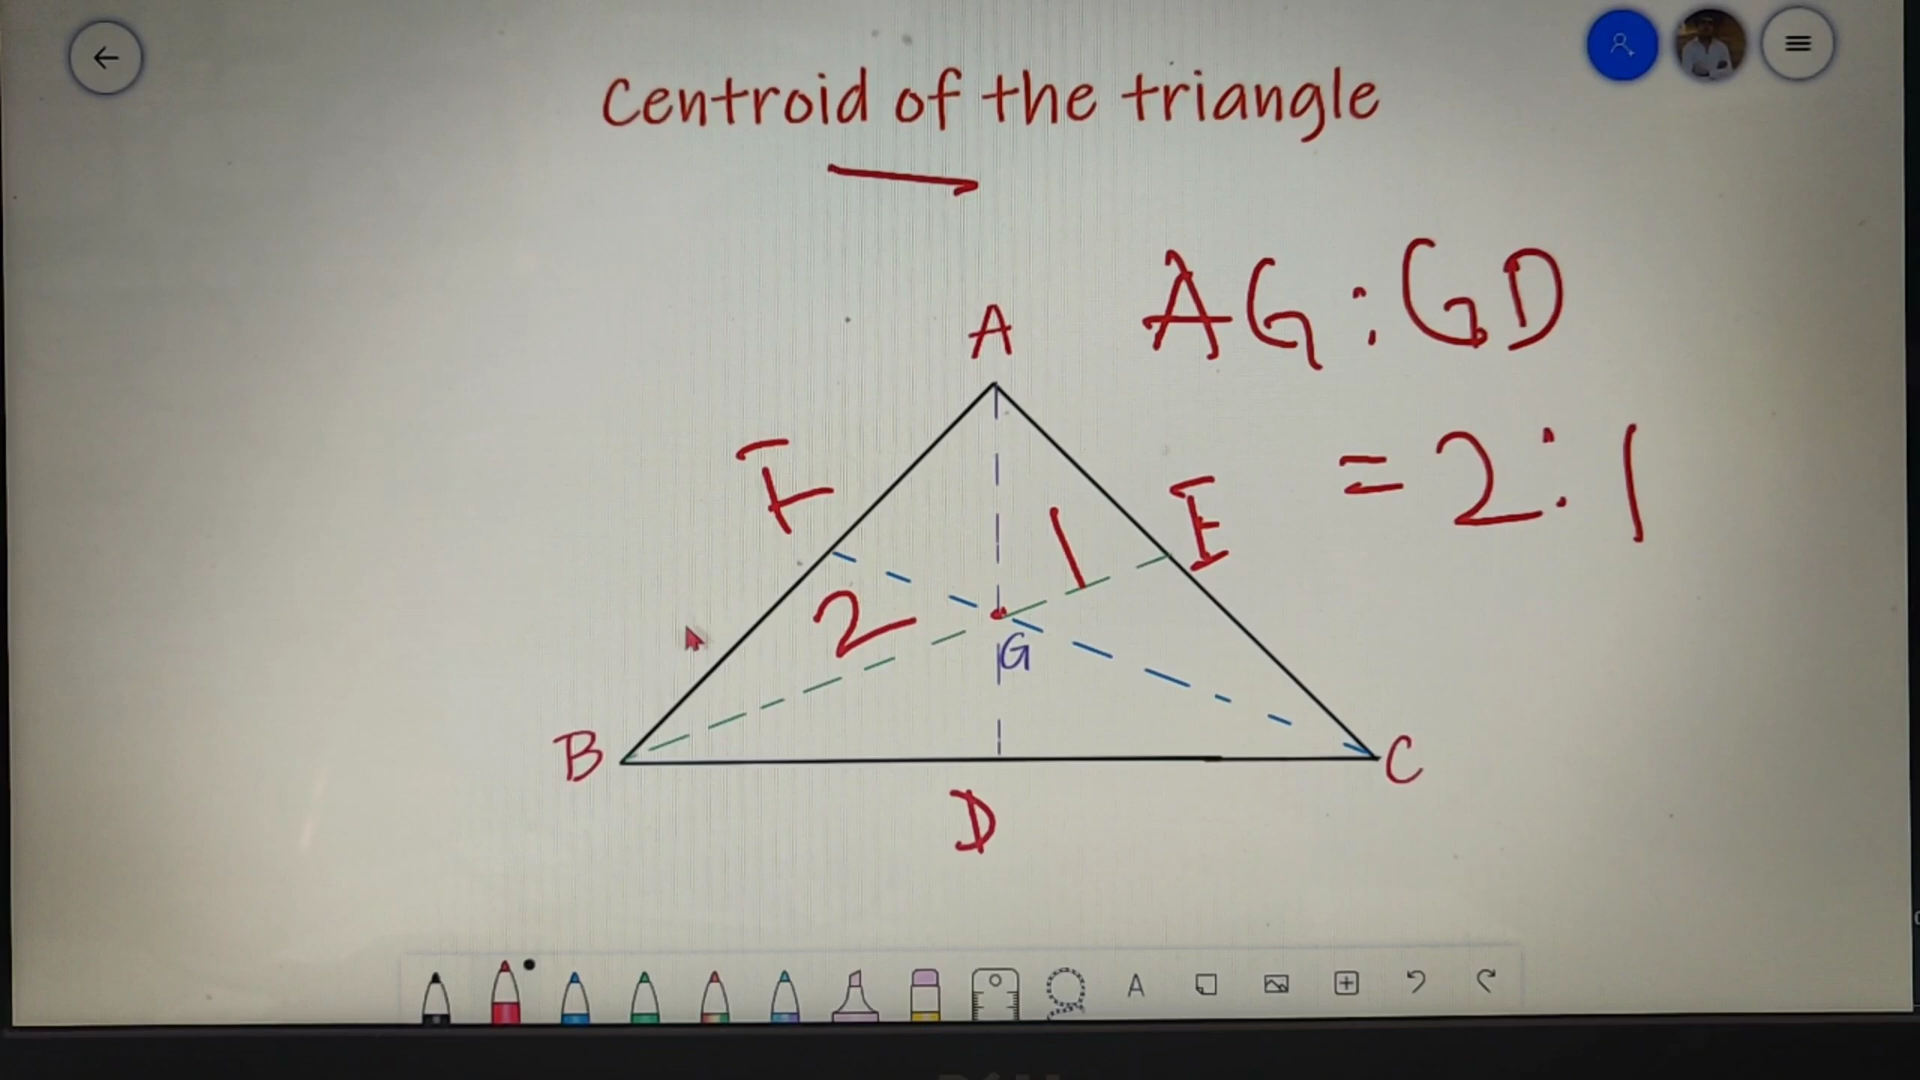 Centroid of the triangle
AG:GD
A
F
E
= 2:1
1
2
G
B
C
D
A